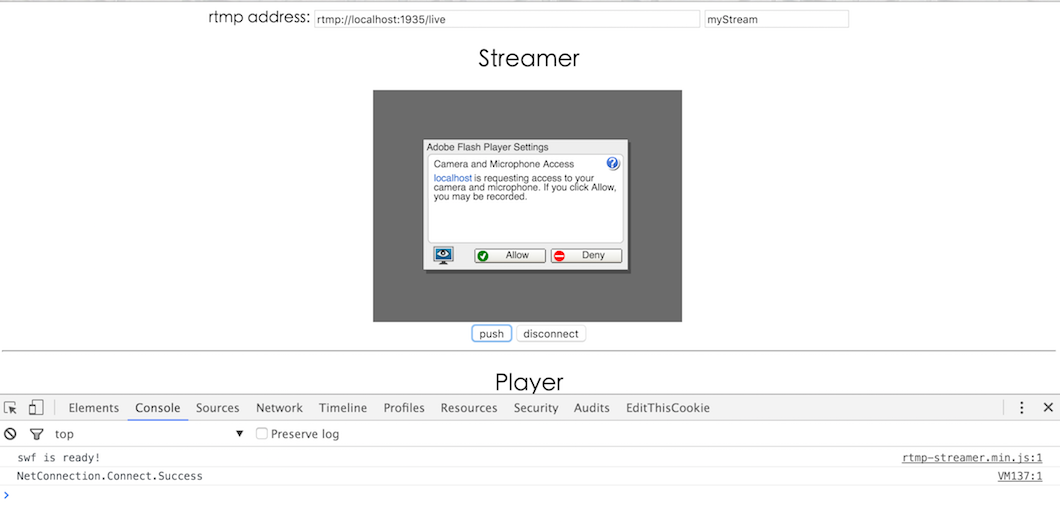 rtmp address: rtmp://localhost:1935/live myStream
Streamer
Adobe Flash Player Settings
Camera and Microphone Access
?
localhost is requesting access to your
camera and microphone. If you click Allow,
you may be recorded.
Allow Deny
push disconnect
Player
Elements Console Sources Network Timeline Profiles Resources Security Audits EditThisCookie
top Preserve log
swf is ready! rtmp-streamer.min.js:1
NetConnection.Connect.Success VM137:1